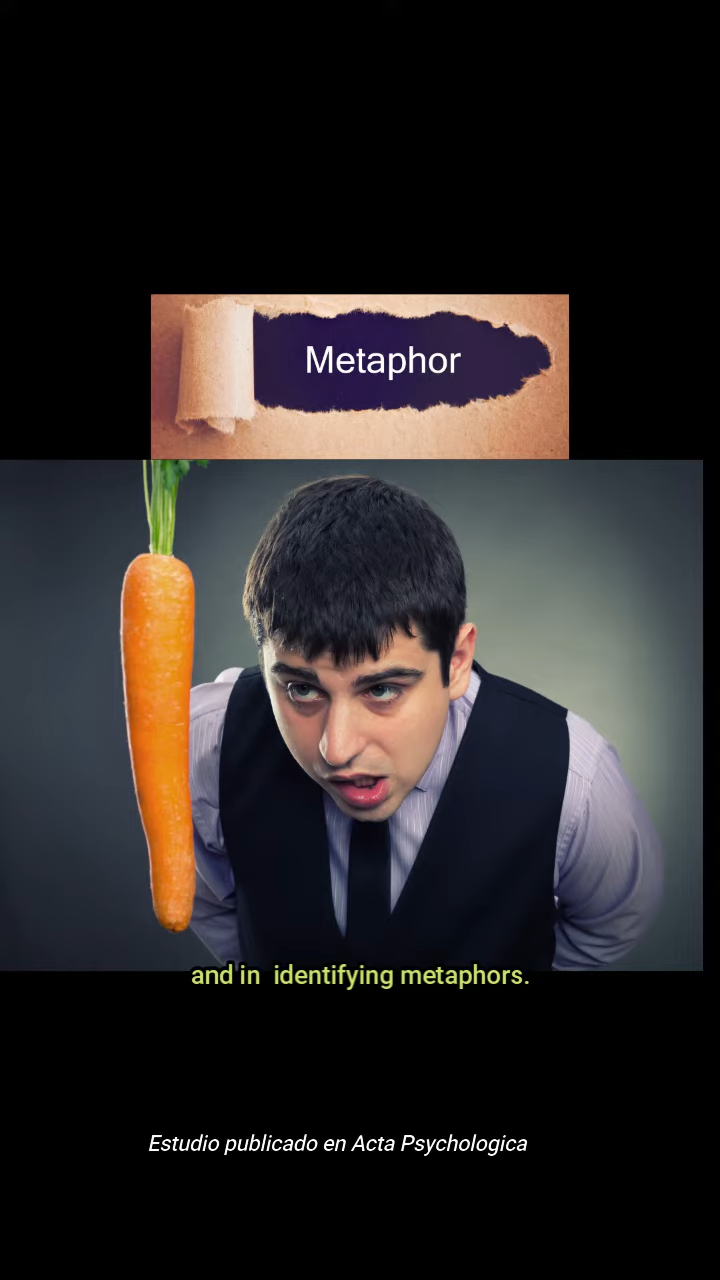 Metaphor
and in  identifying metaphors.
Estudio publicado en Acta Psychologica